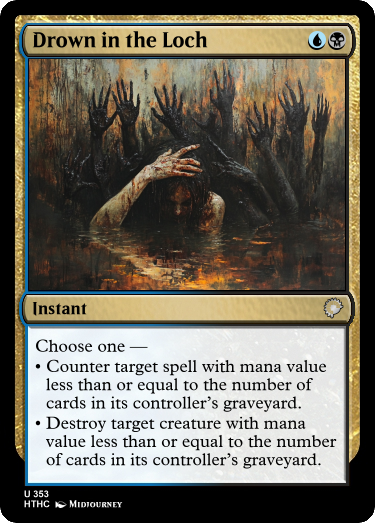 Drown in the Loch
Instant
Choose one —
• Counter target spell with mana value
less than or equal to the number of
cards in its controller's graveyard.
• Destroy target creature with mana
value less than or equal to the number
of cards in its controller's graveyard.
U 353
HTHC Midjourney